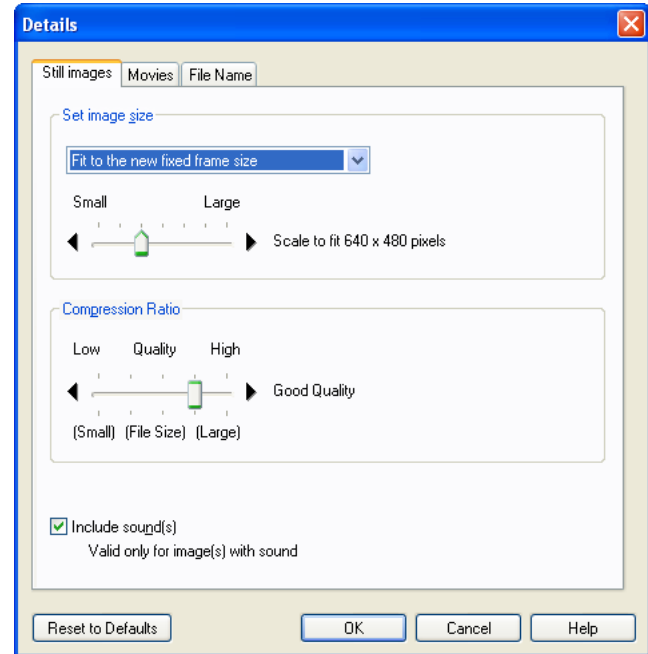 Details
Still images Movies File Name
Set image size
Fit to the new fixed frame size
Small Large
Scale to fit 640 x 480 pixels
Compression Ratio
Low Quality High
Good Quality
(Small) (File Size) (Large)
Include sound(s)
Valid only for image(s) with sound
Reset to Defaults OK Cancel Help